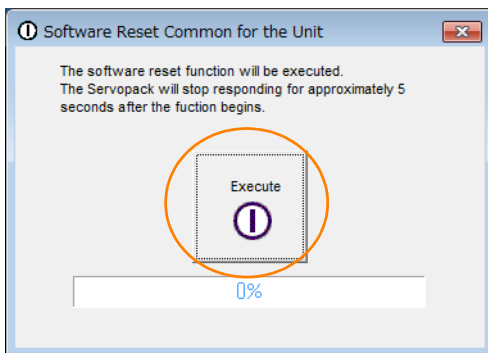 Software Reset Common for the Unit
The software reset function will be executed.
The Servopack will stop responding for approximately 5
seconds after the fuction begins.
Execute
0%